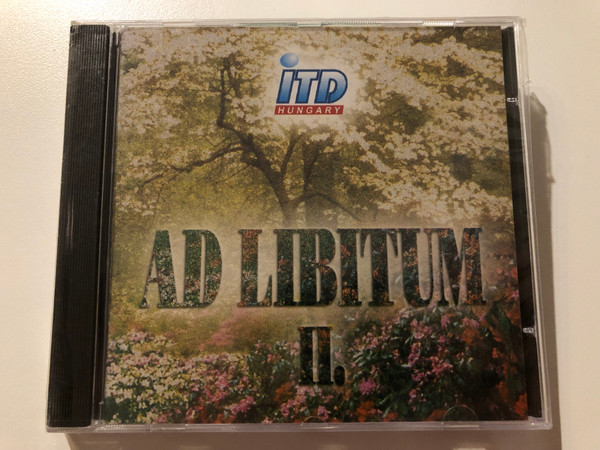 iTD
HUNGARY
AD LIBITUM
II.